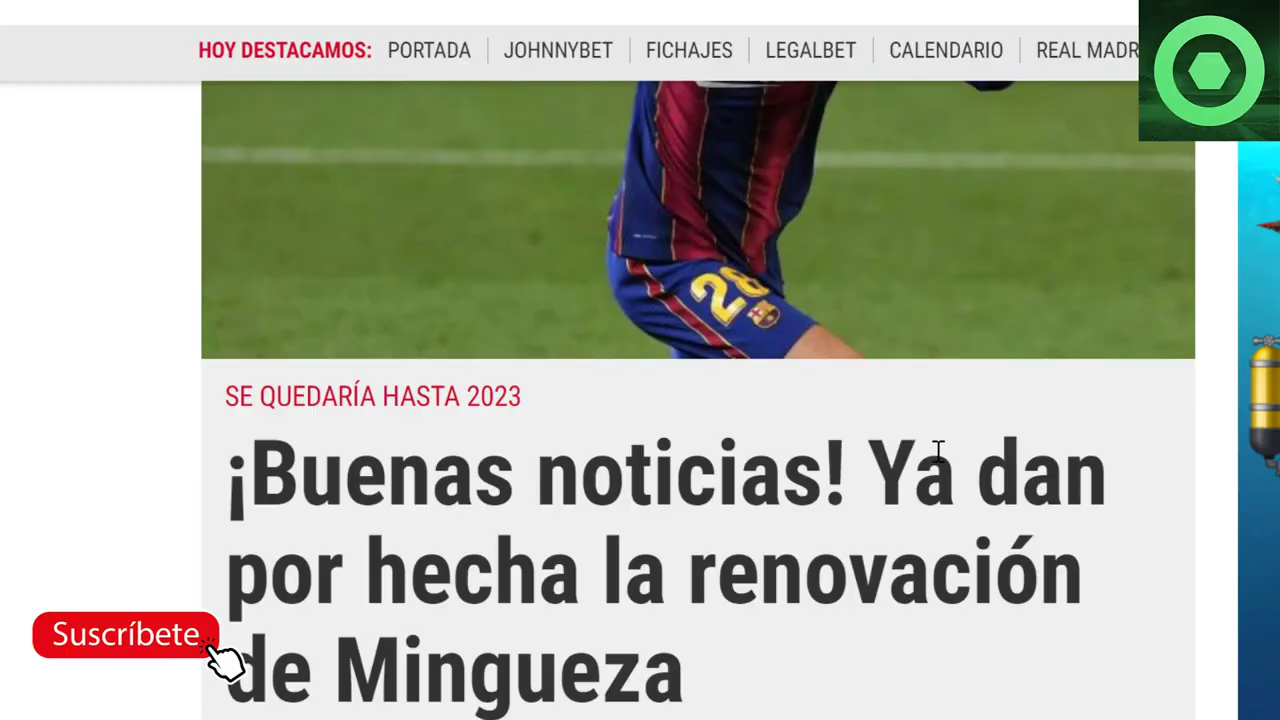 HOY DESTACAMOS: PORTADA JOHNNYBET FICHAJES LEGALBET CALENDARIO REAL MADR
28
SE QUEDARÍA HASTA 2023
¡Buenas noticias! Ya dan
por hecha la renovación
de Mingueza
Suscríbete